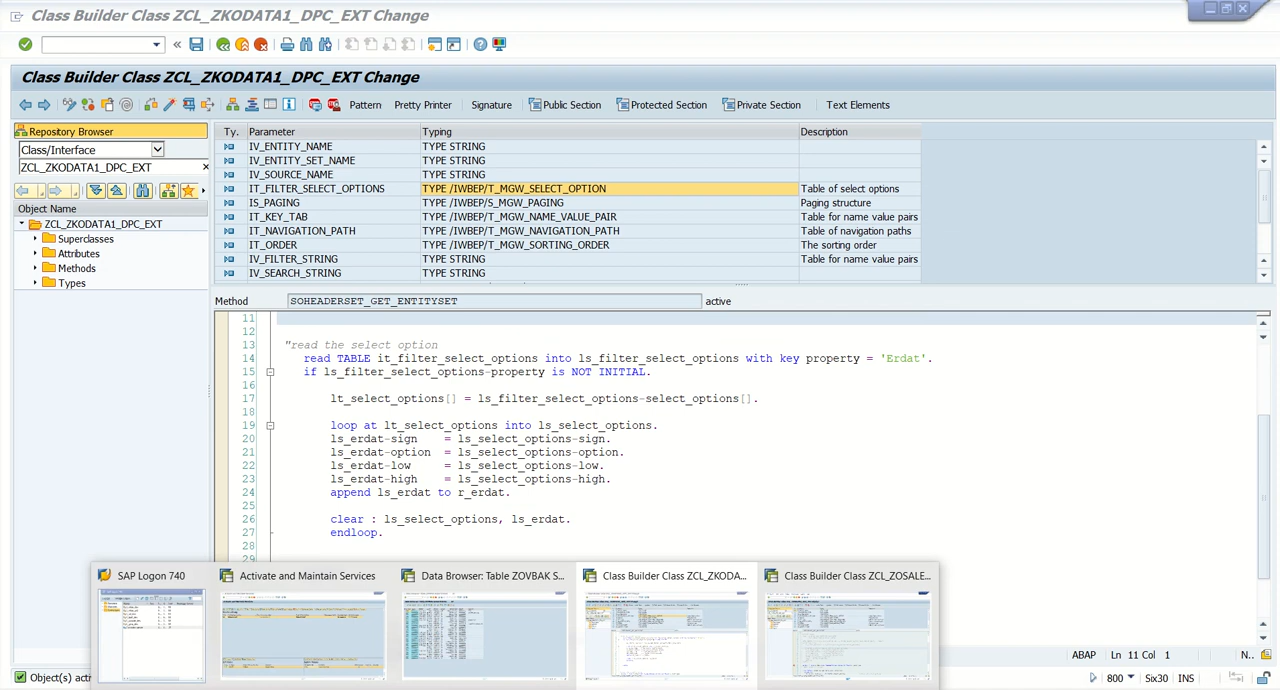 Class Builder Class ZCL_ZKODATA1_DPC_EXT Change
Class Builder Class ZCL_ZKODATA1_DPC_EXT Change
Pattern Pretty Printer Signature Public Section Protected Section Private Section Text Elements
Repository Browser
Class/Interface
ZCL_ZKODATA1_DPC_EXT
Object Name
ZCL_ZKODATA1_DPC_EXT
Superclasses
Attributes
Methods
Types
Ty. Parameter Typing Description
IV_ENTITY_NAME TYPE STRING
IV_ENTITY_SET_NAME TYPE STRING
IV_SOURCE_NAME TYPE STRING
IT_FILTER_SELECT_OPTIONS TYPE /IWBEP/T_MGW_SELECT_OPTION Table of select options
IS_PAGING TYPE /IWBEP/S_MGW_PAGING Paging structure
IT_KEY_TAB TYPE /IWBEP/T_MGW_NAME_VALUE_PAIR Table for name value pairs
IT_NAVIGATION_PATH TYPE /IWBEP/T_MGW_NAVIGATION_PATH Table of navigation paths
IT_ORDER TYPE /IWBEP/T_MGW_SORTING_ORDER The sorting order
IV_FILTER_STRING TYPE STRING Table for name value pairs
IV_SEARCH_STRING TYPE STRING
Method SOHEADERSET_GET_ENTITYSET active
11
12
13 "read the select option
14 read TABLE it_filter_select_options into ls_filter_select_options with key property = 'Erdat'.
15 if ls_filter_select_options-property is NOT INITIAL.
16
17 lt_select_options[] = ls_filter_select_options-select_options[].
18
19 loop at lt_select_options into ls_select_options.
20 ls_erdat-sign = ls_select_options-sign.
21 ls_erdat-option = ls_select_options-option.
22 ls_erdat-low = ls_select_options-low.
23 ls_erdat-high = ls_select_options-high.
24 append ls_erdat to r_erdat.
25
26 clear : ls_select_options, ls_erdat.
27 endloop.
28
29
SAP Logon 740
Activate and Maintain Services
Data Browser: Table ZOVBAK S...
Class Builder Class ZCL_ZKODA...
Class Builder Class ZCL_ZOSALE...
ABAP Ln 11 Col 1 N..
Object(s) act
800 Six30 INS